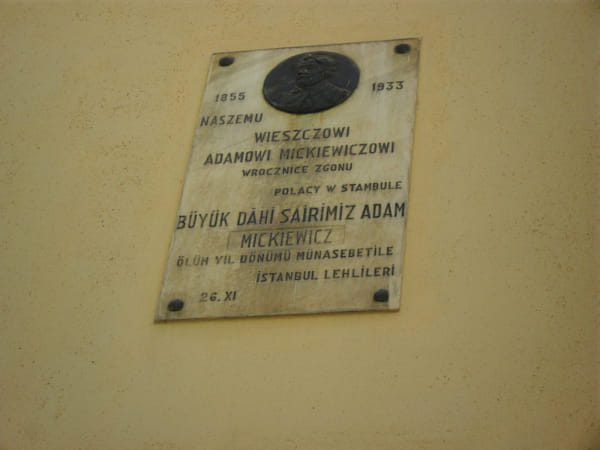 1855 1933
NASZEMU
WIESZCZOWI
ADAMOWI MICKIEWICZOWI
WROCZNICE ZGONU
POLACY W STAMBULE
BÜYÜK DÂHİ ŞAİRİMİZ ADAM
MICKIEWICZ
ÖLÜM YIL DÖNÜMÜ MÜNASEBETİLE
İSTANBUL LEHLİLERİ
26. XI